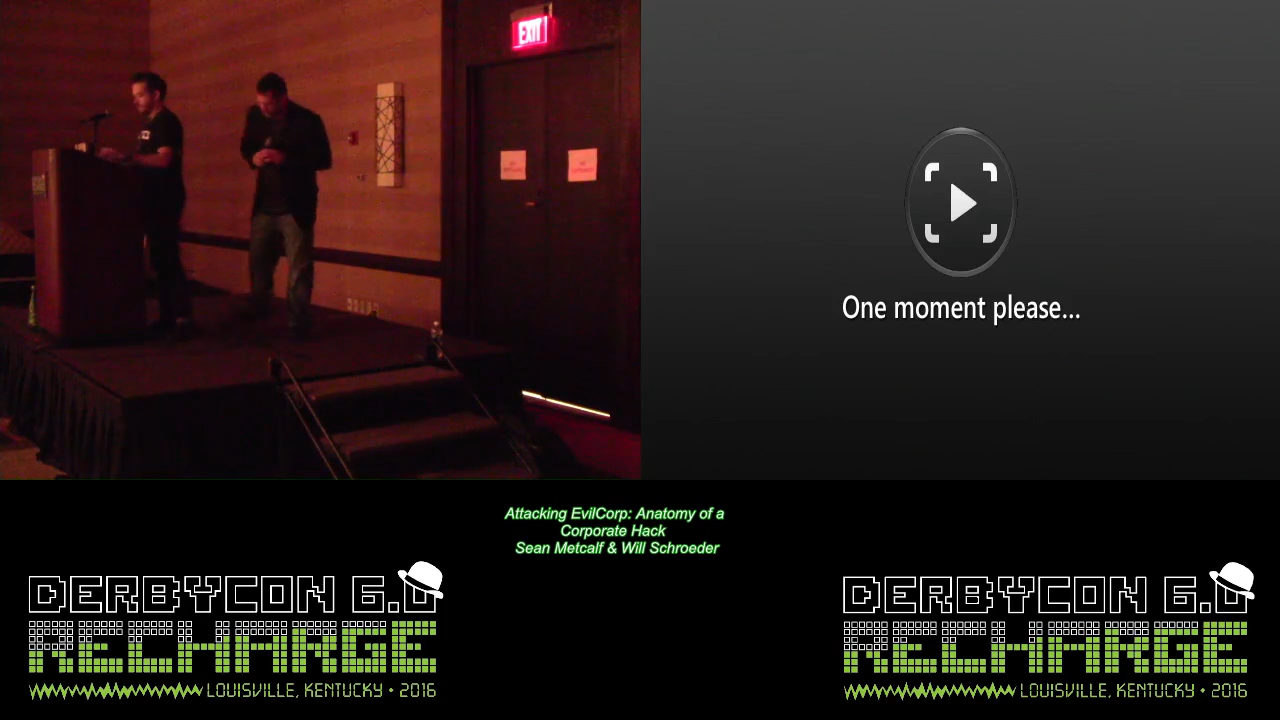 EXIT
One moment please...
Attacking EvilCorp: Anatomy of a
Corporate Hack
Sean Metcalf & Will Schroeder
DERBYCON 6.0
RECHARGE
LOUISVILLE, KENTUCKY • 2016
DERBYCON 6.0
RECHARGE
LOUISVILLE, KENTUCKY • 2016